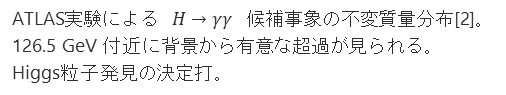 ATLAS実験による H → γγ 候補事象の不変質量分布[2]。
126.5 GeV 付近に背景から有意な超過が見られる。
Higgs粒子発見の決定打。